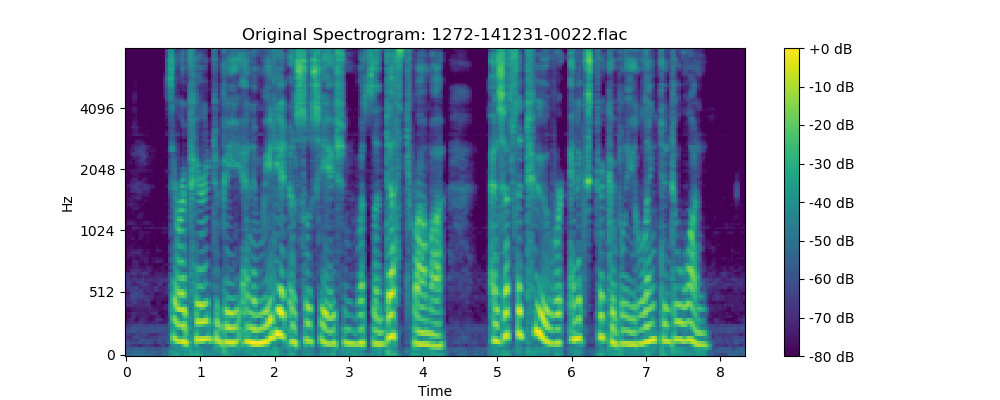 Original Spectrogram: 1272-141231-0022.flac
Hz
4096
2048
1024
512
0
0 1 2 3 4 5 6 7 8
Time
+0 dB
-10 dB
-20 dB
-30 dB
-40 dB
-50 dB
-60 dB
-70 dB
-80 dB